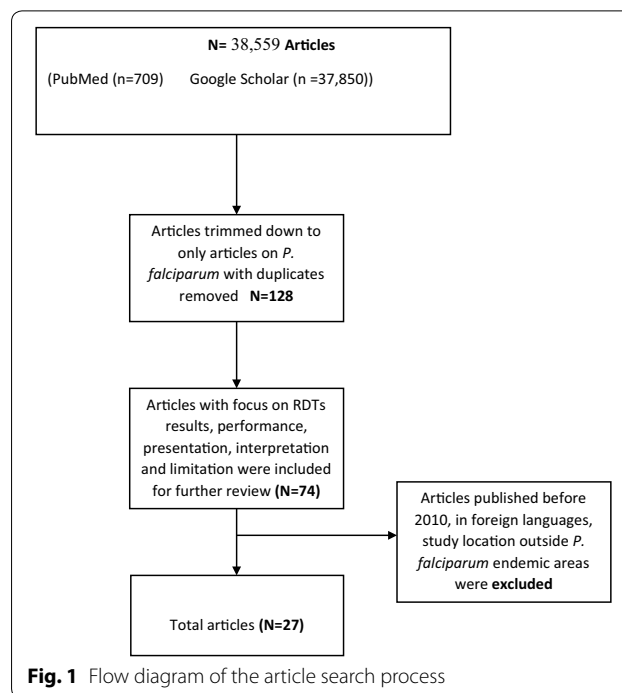 N= 38,559 Articles
(PubMed (n=709) Google Scholar (n =37,850))
Articles trimmed down to
only articles on P.
falciparum with duplicates
removed N=128
Articles with focus on RDTs
results, performance,
presentation, interpretation
and limitation were included
for further review (N=74)
Articles published before
2010, in foreign languages,
study location outside P.
falciparum endemic areas
were excluded
Total articles (N=27)
Fig. 1 Flow diagram of the article search process